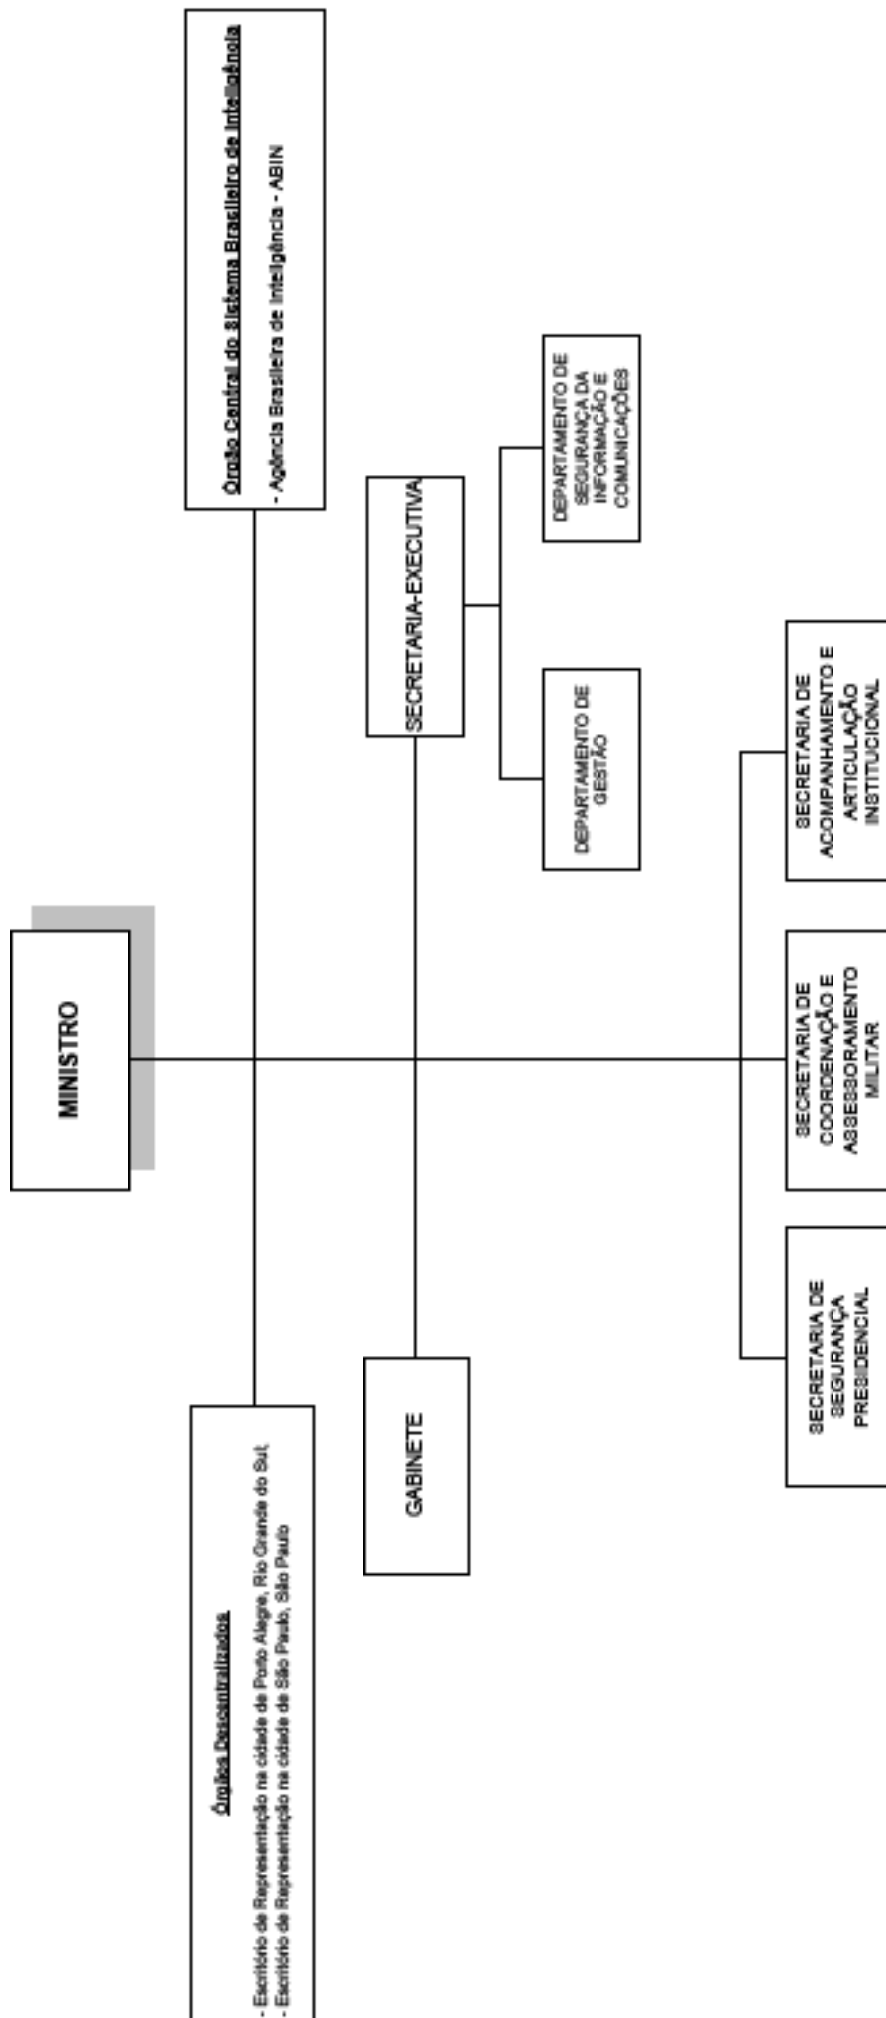 MINISTRO
Órgãos Descentralizados
- Escritório de Representação na cidade de Porto Alegre, Rio Grande do Sul,
- Escritório de Representação na cidade de São Paulo, São Paulo
Órgão Central do Sistema Brasileiro de Inteligência
- Agência Brasileira de Inteligência - ABIN
GABINETE
SECRETARIA-EXECUTIVA
DEPARTAMENTO DE
GESTÃO
DEPARTAMENTO DE
SEGURANÇA DA
INFORMAÇÃO E
COMUNICAÇÕES
SECRETARIA DE
SEGURANÇA
PRESIDENCIAL
SECRETARIA DE
COORDENAÇÃO E
ASSESSORAMENTO
MILITAR
SECRETARIA DE
ACOMPANHAMENTO E
ARTICULAÇÃO
INSTITUCIONAL